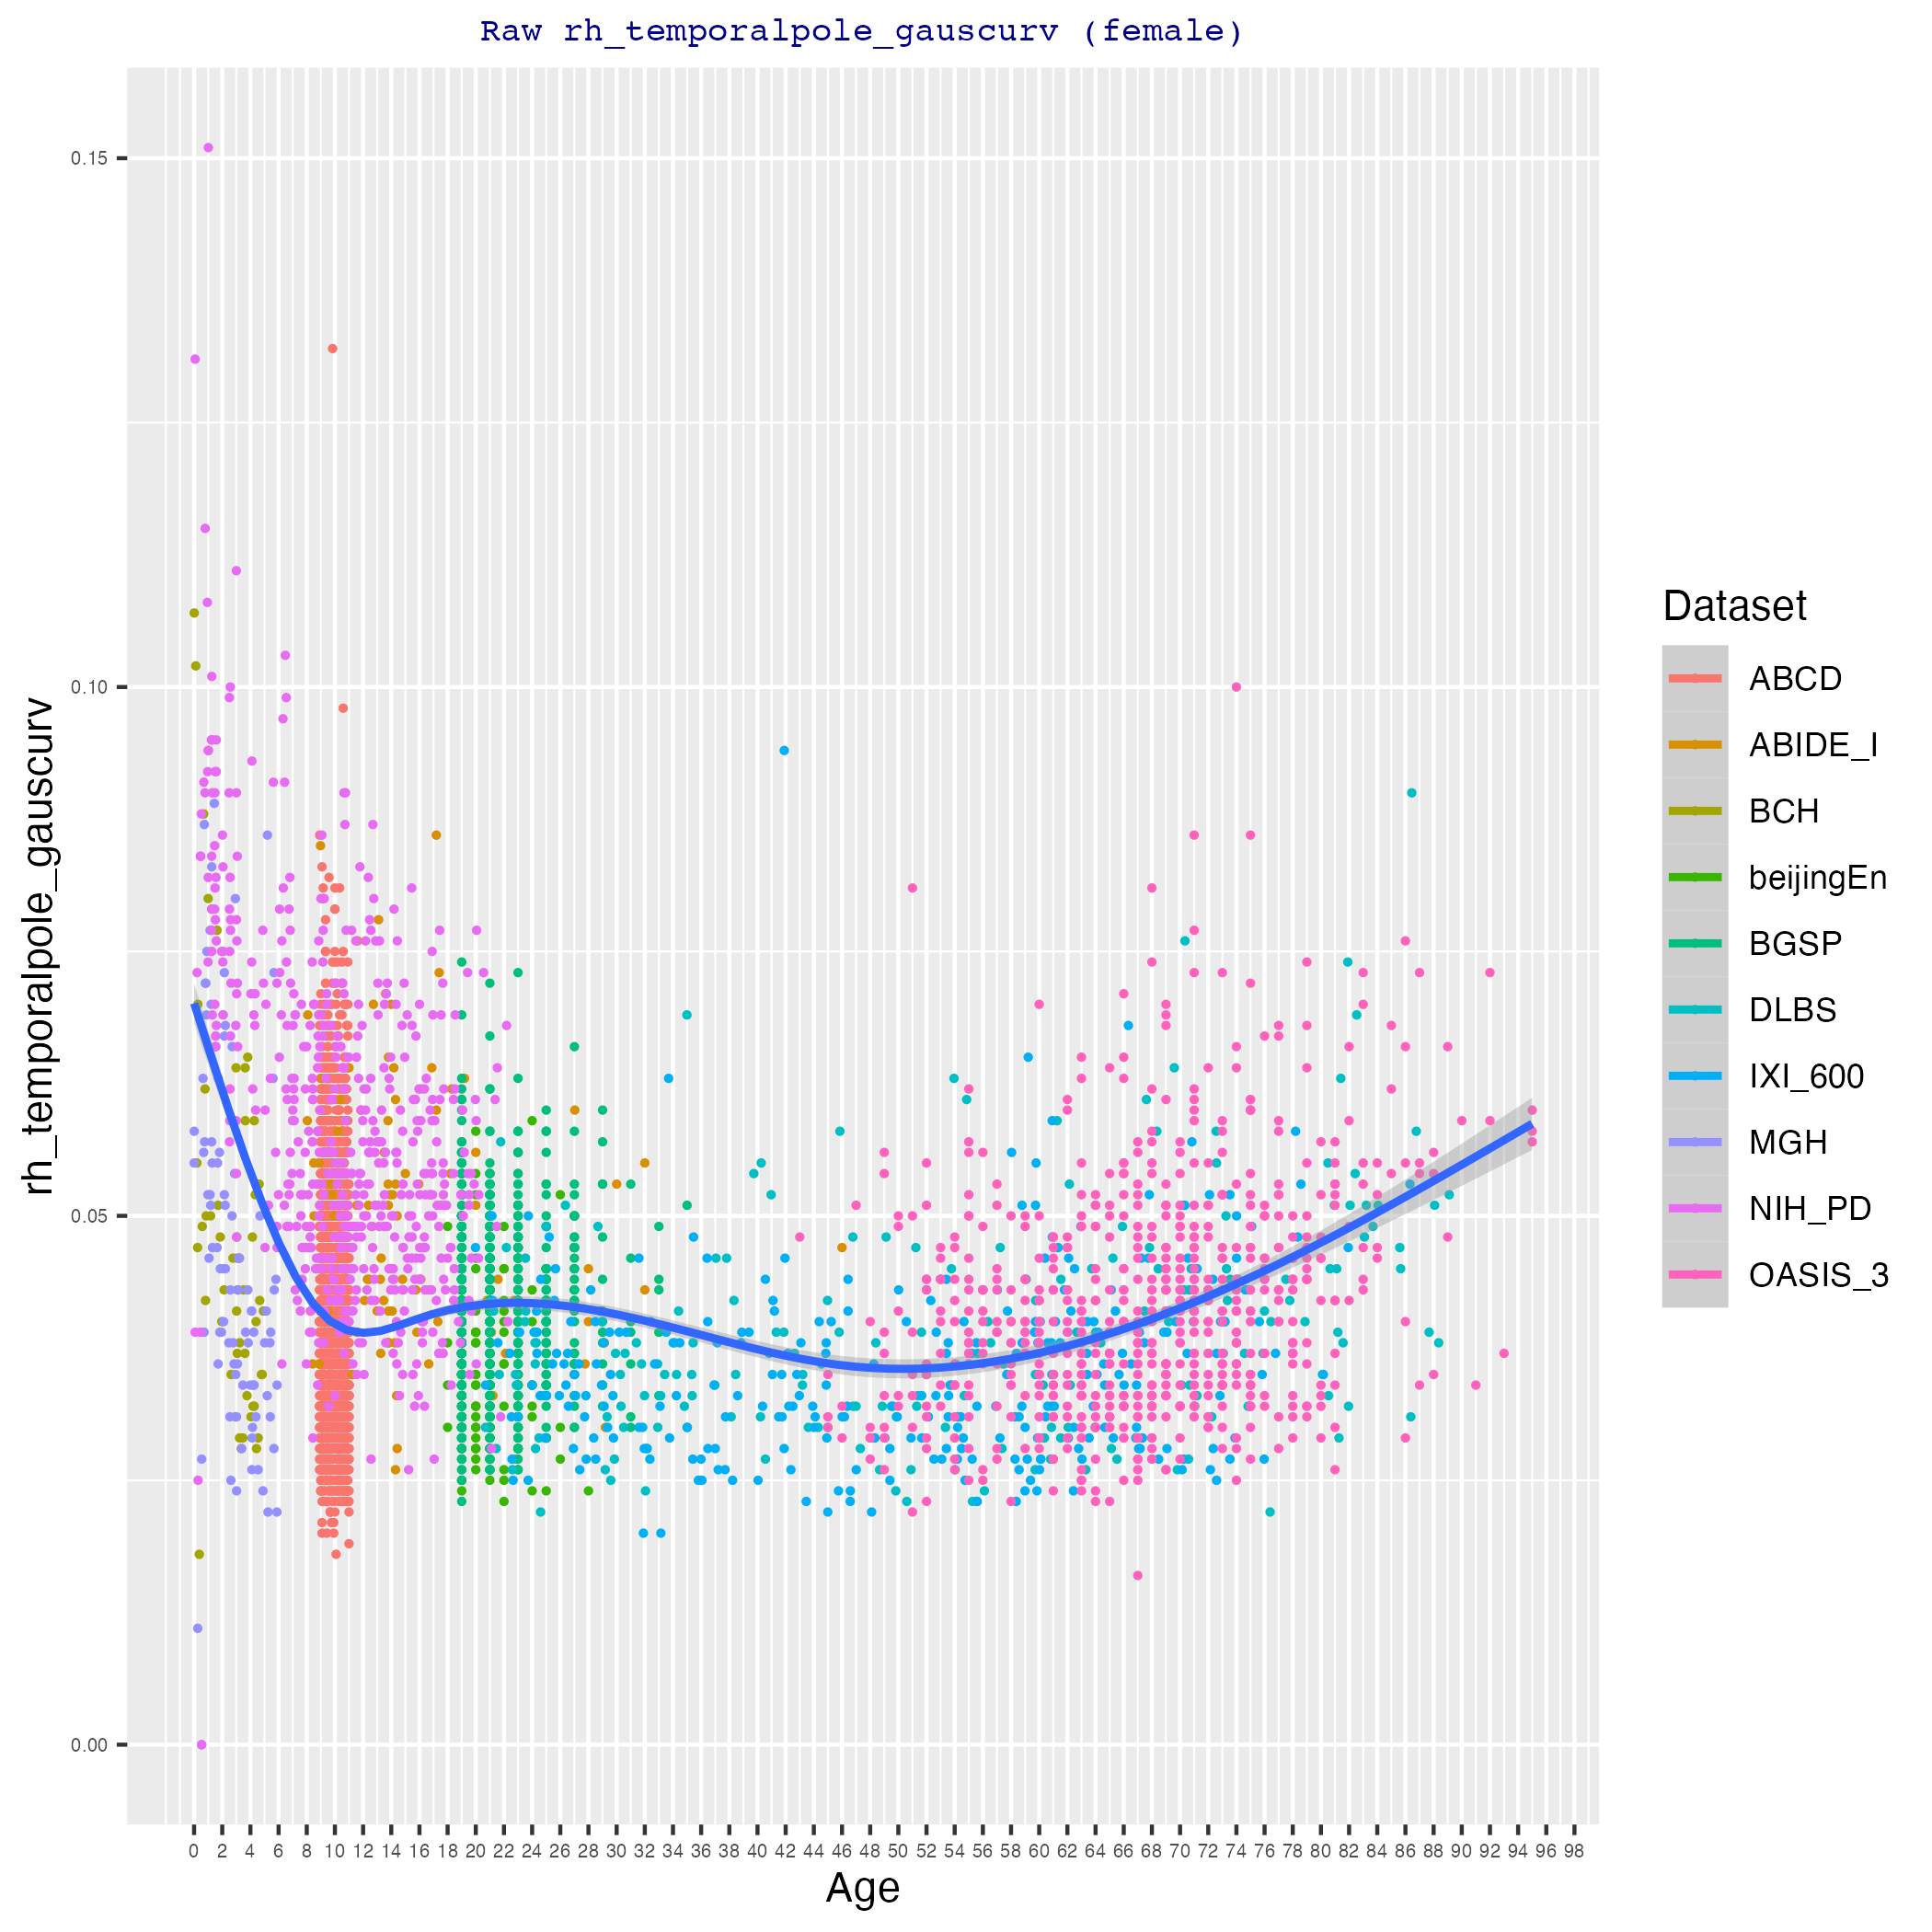 Raw rh_temporalpole_gauscurv (female)
rh_temporalpole_gauscurv
0.15
0.10
0.05
0.00
0 2 4 6 8 10 12 14 16 18 20 22 24 26 28 30 32 34 36 38 40 42 44 46 48 50 52 54 56 58 60 62 64 66 68 70 72 74 76 78 80 82 84 86 88 90 92 94 96 98
Age
Dataset
ABCD
ABIDE_I
BCH
beijingEn
BGSP
DLBS
IXI_600
MGH
NIH_PD
OASIS_3